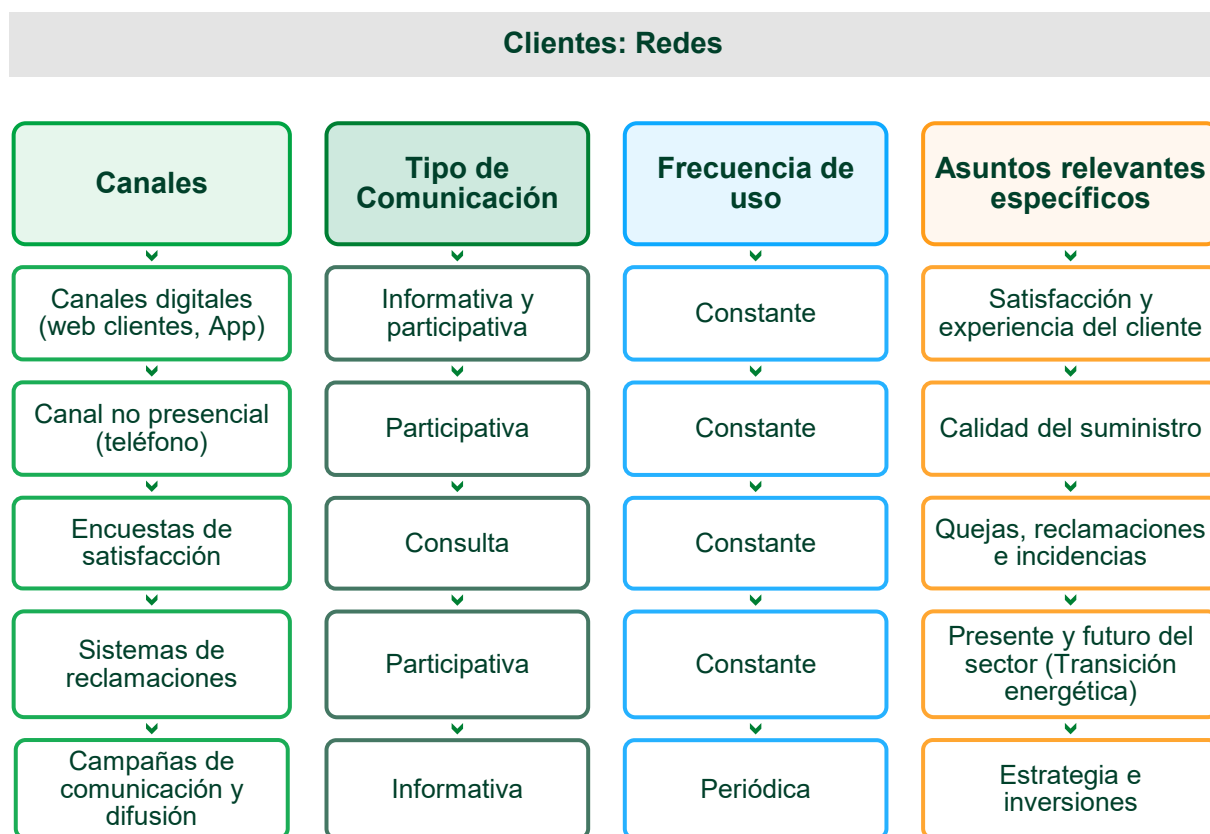 Clientes: Redes
Canales
Tipo de
Comunicación
Frecuencia de
uso
Asuntos relevantes
específicos
Canales digitales
(web clientes, App)
Informativa y
participativa
Constante
Satisfacción y
experiencia del cliente
Canal no presencial
(teléfono)
Participativa
Constante
Calidad del suministro
Encuestas de
satisfacción
Consulta
Constante
Quejas, reclamaciones
e incidencias
Sistemas de
reclamaciones
Participativa
Constante
Presente y futuro del
sector (Transición
energética)
Campañas de
comunicación y
difusión
Informativa
Periódica
Estrategia e
inversiones